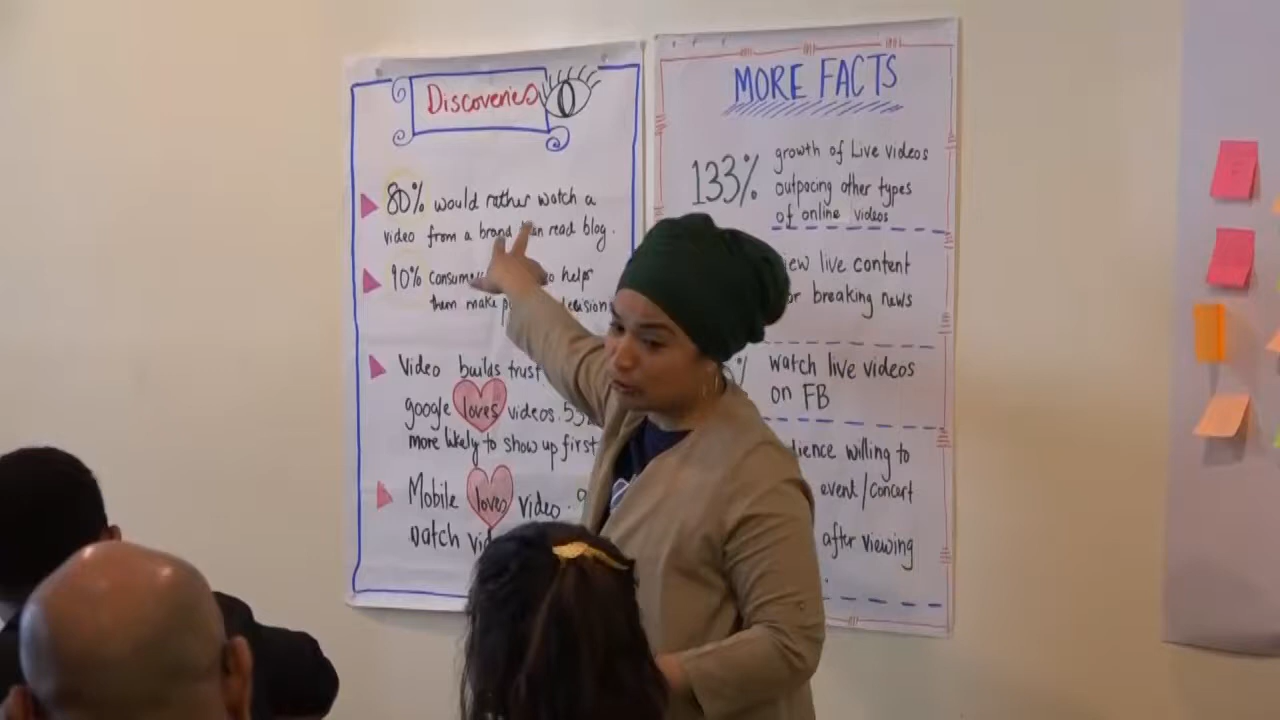 Discoveries
80% would rather watch a
video from a brand than read blog.
90%
them make
Video builds trust
google loves videos.
more likely to show up first
Mobile loves video.
watch
MORE FACTS
133% growth of Live videos
outpacing other types
of online videos
live content
breaking news
watch live videos
on FB
willing to
event/concert
after viewing